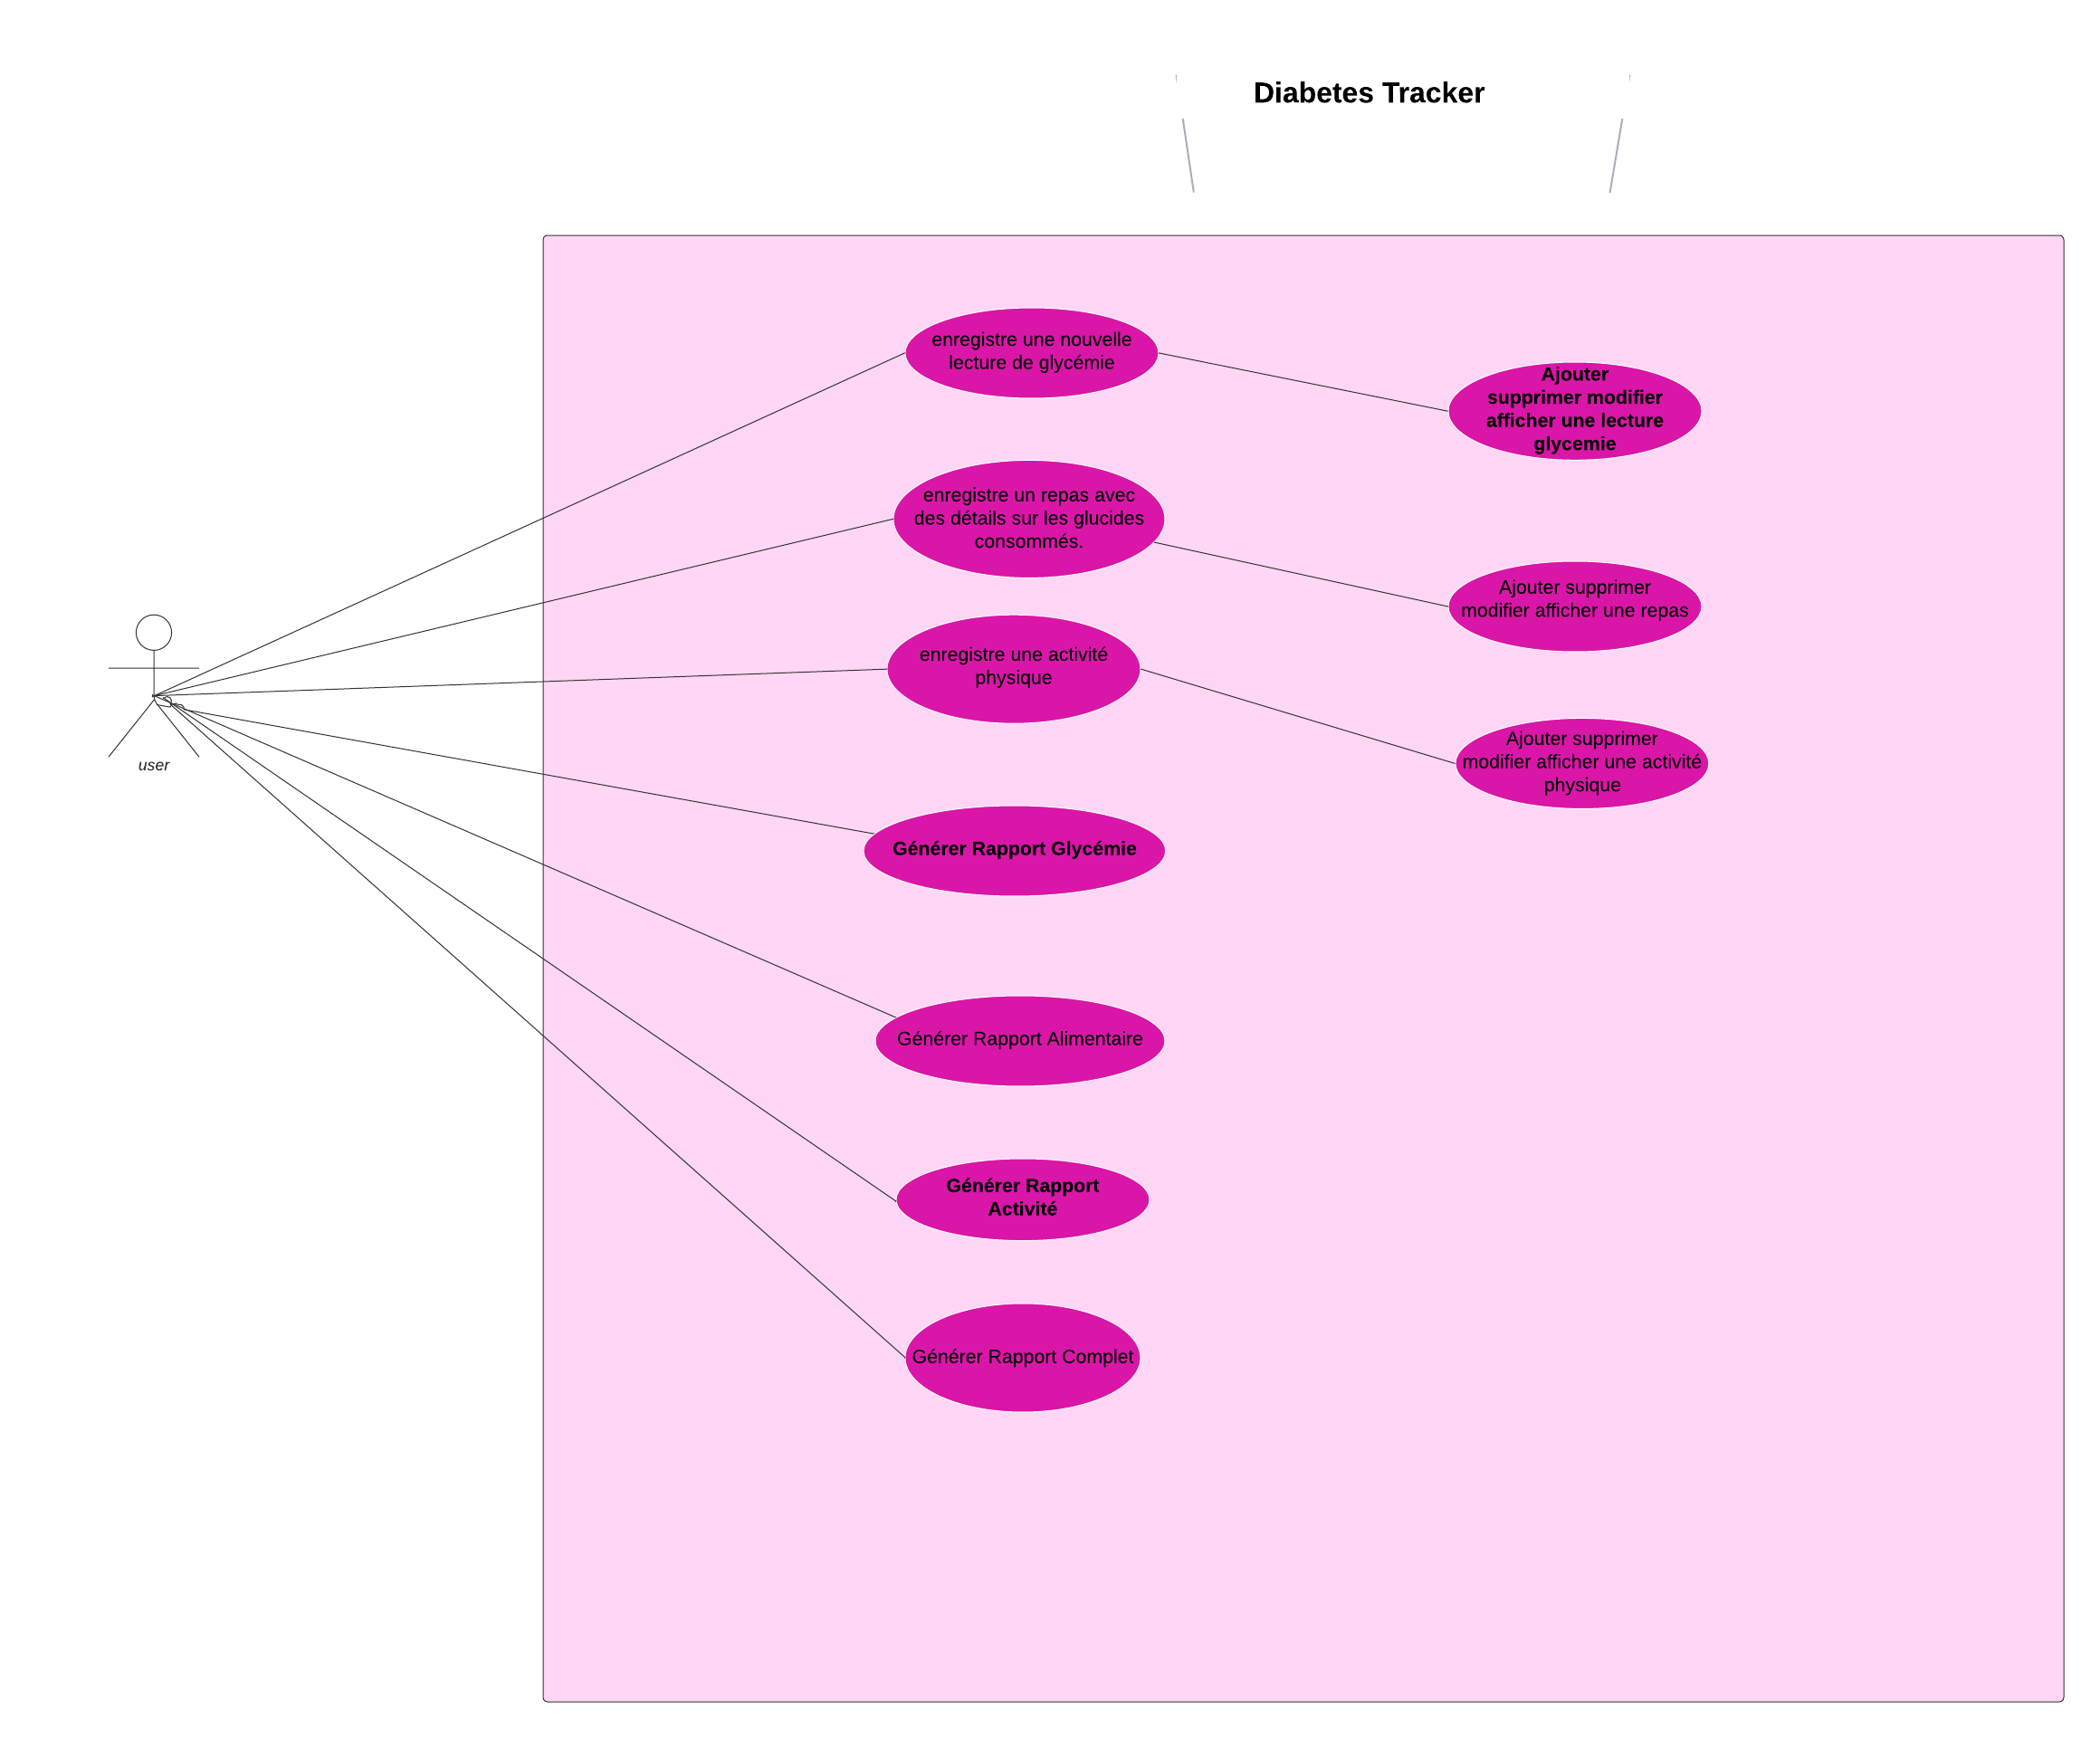 Diabetes Tracker
enregistre une nouvelle
lecture de glycémie
Ajouter
supprimer modifier
afficher une lecture
glycemie
enregistre un repas avec
des détails sur les glucides
consommés.
Ajouter supprimer
modifier afficher une repas
enregistre une activité
physique
Ajouter supprimer
modifier afficher une activité
physique
user
Générer Rapport Glycémie
Générer Rapport Alimentaire
Générer Rapport
Activité
Générer Rapport Complet